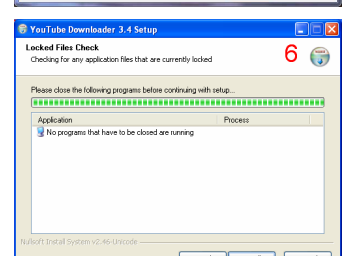 YouTube Downloader 3.4 Setup
Locked Files Check
Checking for any application files that are currently locked
6
Please close the following programs before continuing with setup...
Application Process
No programs that have to be closed are running
Nullsoft Install System v2.46-Unicode